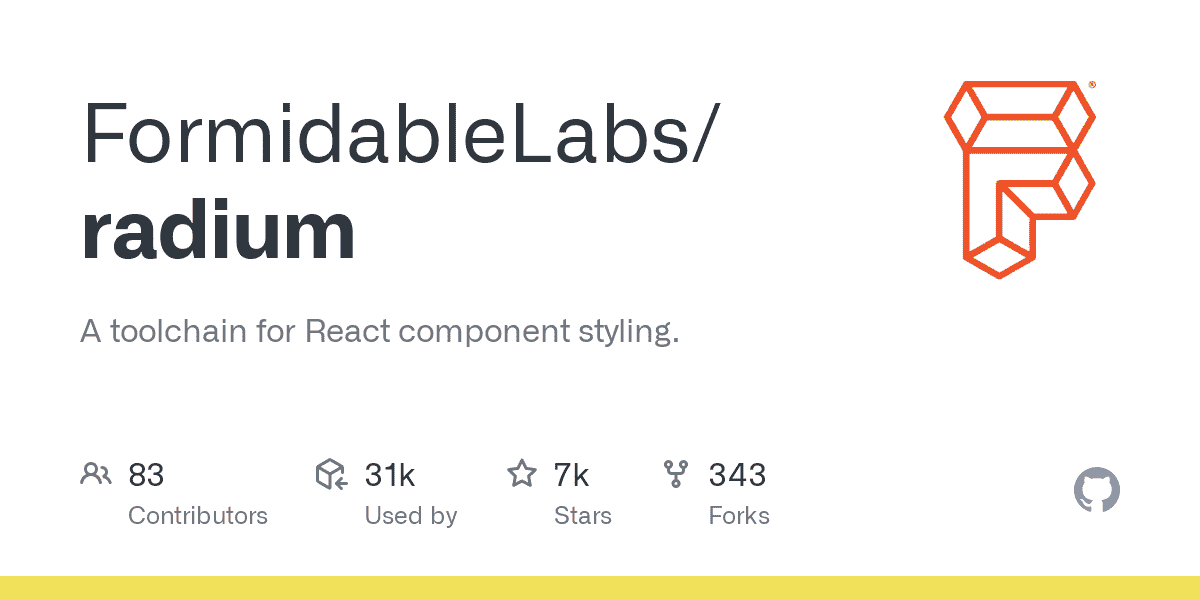 FormidableLabs/
radium
A toolchain for React component styling.
83
Contributors
31k
Used by
7k
Stars
343
Forks